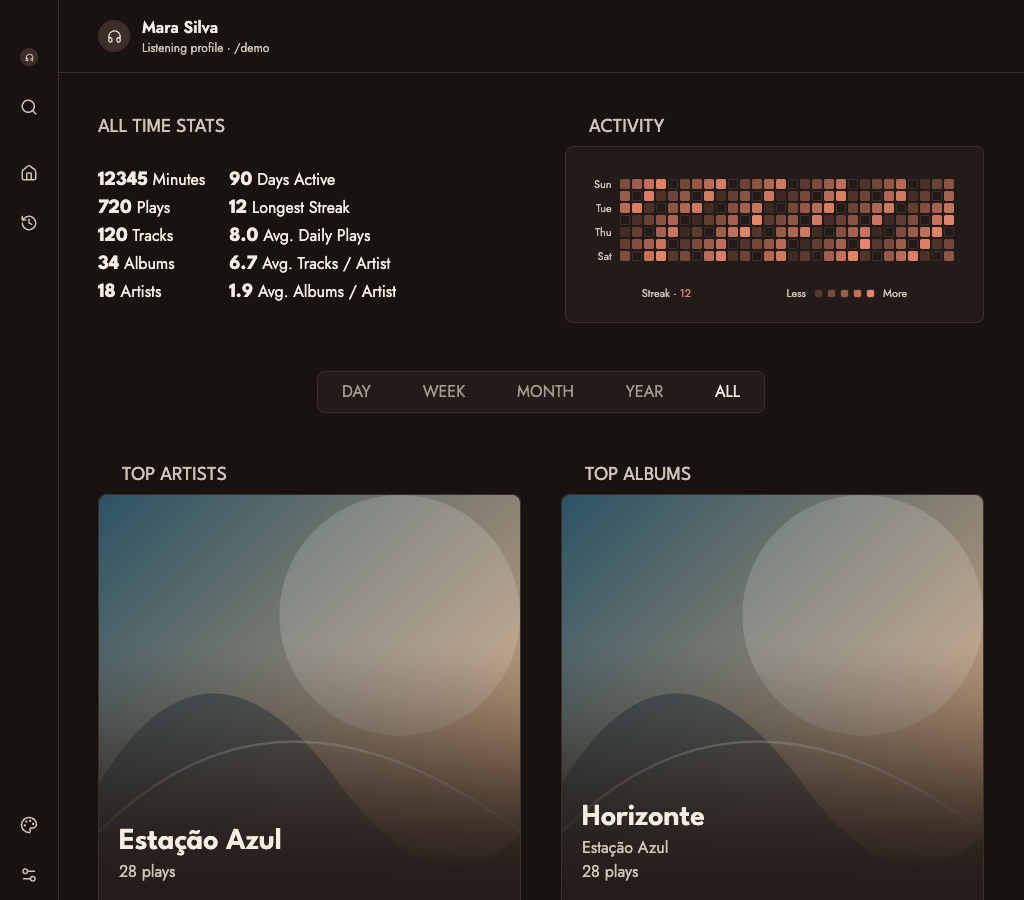 Mara Silva
Listening profile · /demo
ALL TIME STATS
12345 Minutes
720 Plays
120 Tracks
34 Albums
18 Artists
90 Days Active
12 Longest Streak
8.0 Avg. Daily Plays
6.7 Avg. Tracks / Artist
1.9 Avg. Albums / Artist
ACTIVITY
Sun
Tue
Thu
Sat
Streak · 12
Less
More
DAY WEEK MONTH YEAR ALL
TOP ARTISTS
Estação Azul
28 plays
TOP ALBUMS
Horizonte
Estação Azul
28 plays